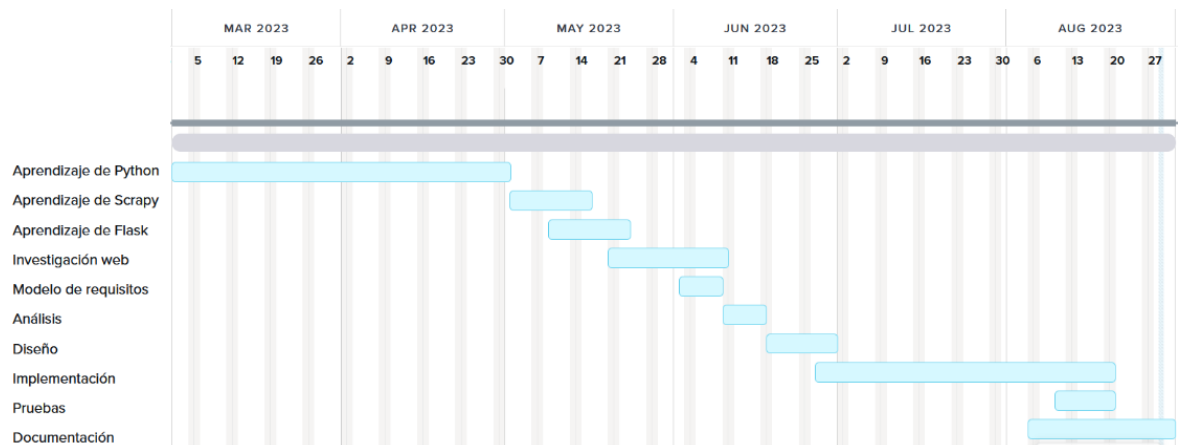 MAR 2023 APR 2023 MAY 2023 JUN 2023 JUL 2023 AUG 2023
5 12 19 26 2 9 16 23 30 7 14 21 28 4 11 18 25 2 9 16 23 30 6 13 20 27
Aprendizaje de Python
Aprendizaje de Scrapy
Aprendizaje de Flask
Investigación web
Modelo de requisitos
Análisis
Diseño
Implementación
Pruebas
Documentación